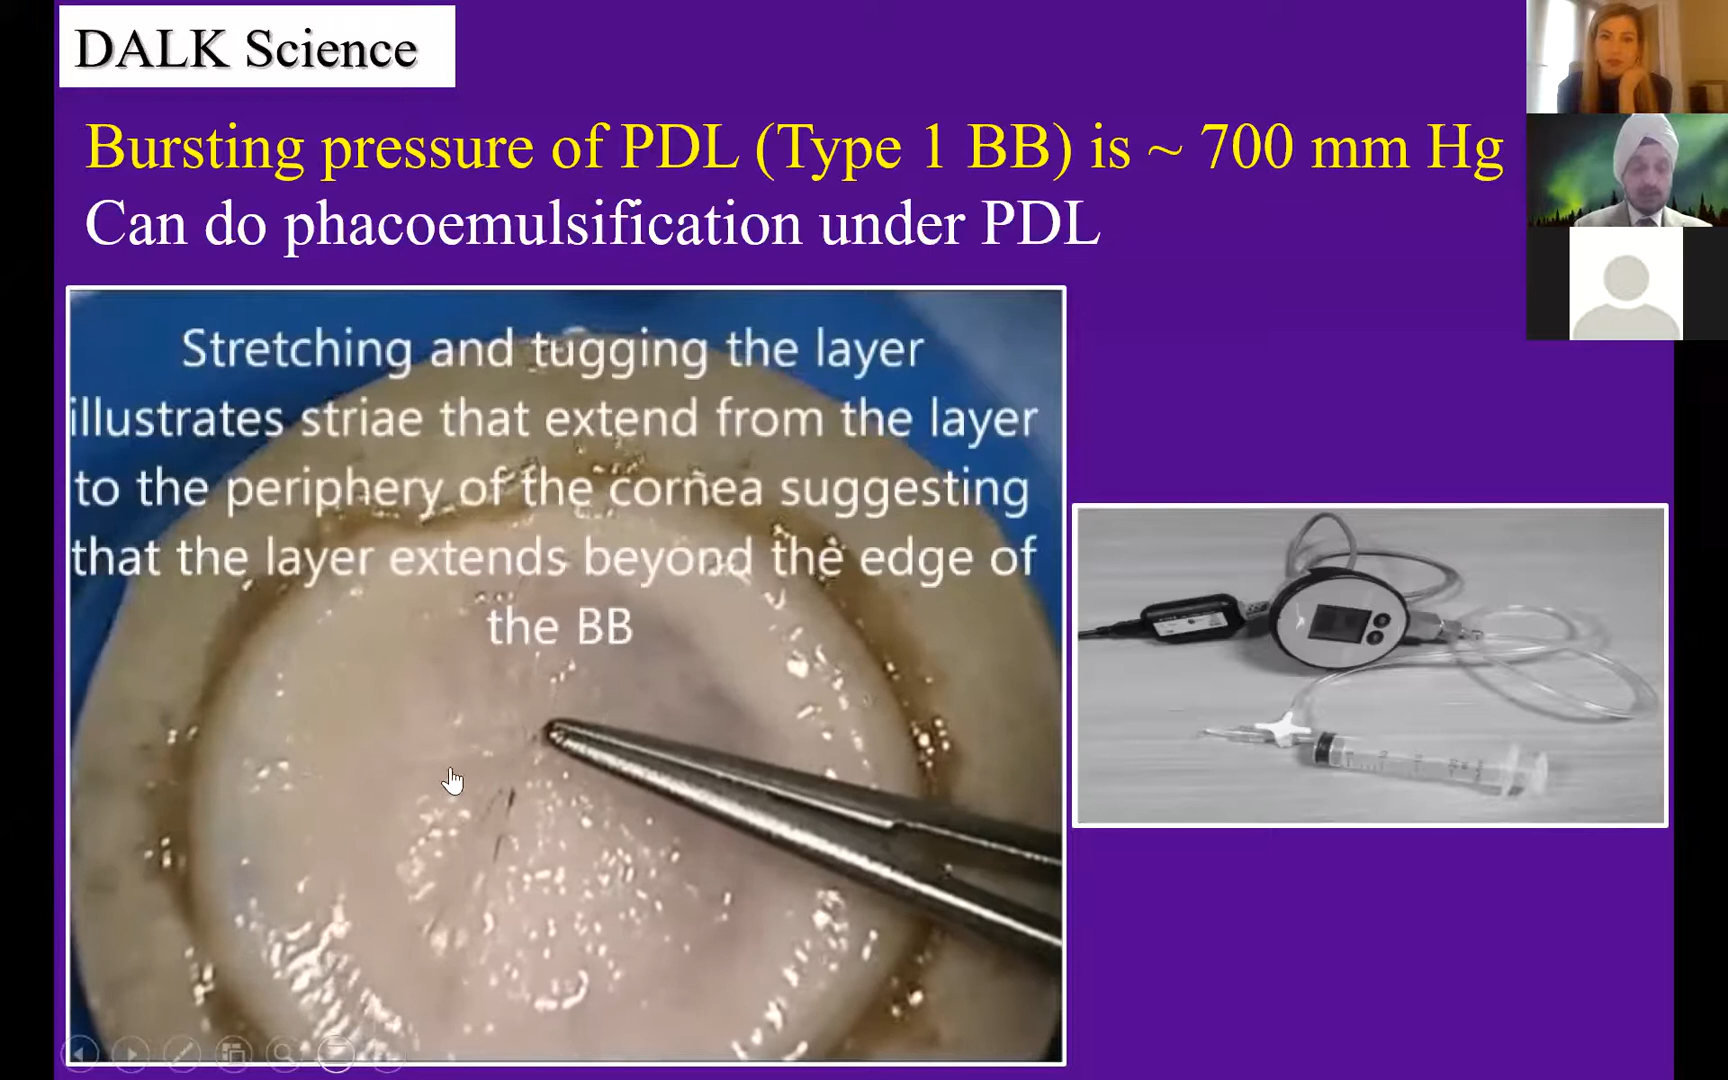 DALK Science
Bursting pressure of PDL (Type 1 BB) is ~ 700 mm Hg
Can do phacoemulsification under PDL
Stretching and tugging the layer
illustrates striae that extend from the layer
to the periphery of the cornea suggesting
that the layer extends beyond the edge of
the BB